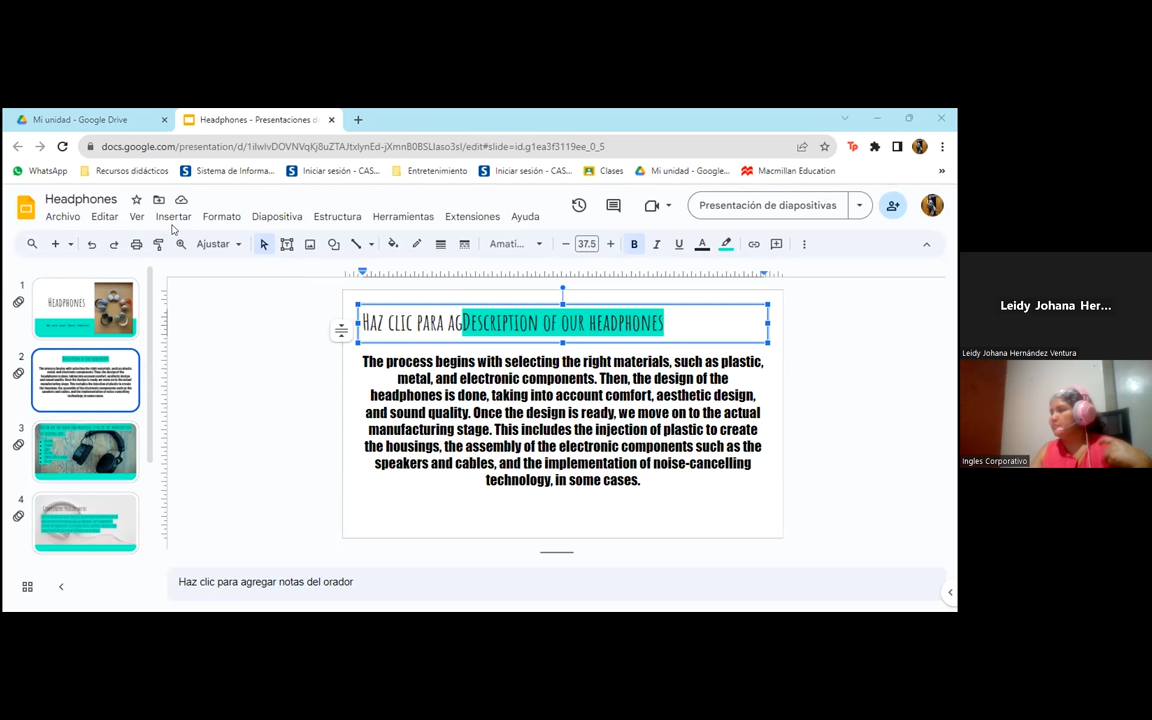 Mi unidad - Google Drive
Headphones - Presentaciones d
docs.google.com/presentation/d/
WhatsApp
Recursos didácticos
Sistema de Informa...
Iniciar sesión - CAS...
Entretenimiento
Iniciar sesión - CAS...
Clases
Mi unidad - Google...
Macmillan Education
»
Headphones
Archivo Editar Ver Insertar Formato Diapositiva Estructura Herramientas Extensiones Ayuda
Presentación de diapositivas
Ajustar
Amati...
37.5
B I U A
1
Headphones
2
3
4
Haz clic para ag Description of our headphones
The process begins with selecting the right materials, such as plastic,
metal, and electronic components. Then, the design of the
headphones is done, taking into account comfort, aesthetic design,
and sound quality. Once the design is ready, we move on to the actual
manufacturing stage. This includes the injection of plastic to create
the housings, the assembly of the electronic components such as the
speakers and cables, and the implementation of noise-cancelling
technology, in some cases.
Haz clic para agregar notas del orador
Leidy Johana Her...
Leidy Johana Hernández Ventura
Ingles Corporativo